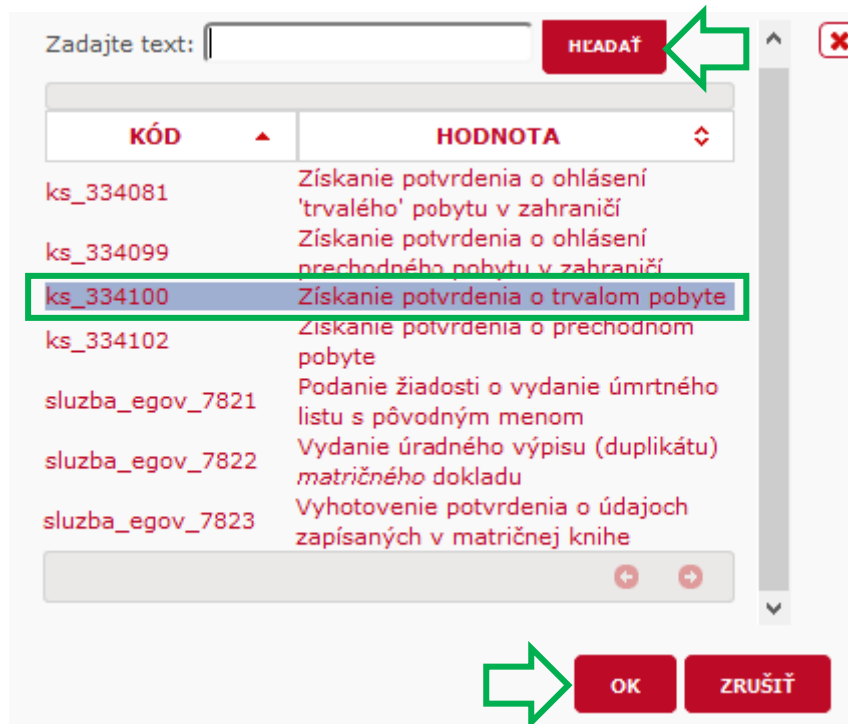 Zadajte text: HĽADAŤ
KÓD HODNOTA
ks_334081 Získanie potvrdenia o ohlásení
'trvalého' pobytu v zahraničí
ks_334099 Získanie potvrdenia o ohlásení
prechodného pobytu v zahraničí
ks_334100 Získanie potvrdenia o trvalom pobyte
ks_334102 Získanie potvrdenia o prechodnom
pobyte
sluzba_egov_7821 Podanie žiadosti o vydanie úmrtného
listu s pôvodným menom
sluzba_egov_7822 Vydanie úradného výpisu (duplikátu)
matričného dokladu
sluzba_egov_7823 Vyhotovenie potvrdenia o údajoch
zapísaných v matričnej knihe
OK ZRUŠIŤ